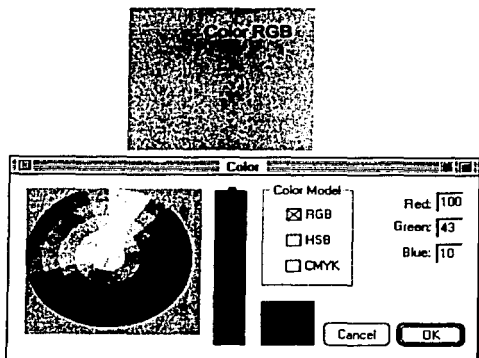 Color RGB
Color
Color Model
RGB
HSB
CMYK
Red: 100
Green: 43
Blue: 10
Cancel
OK